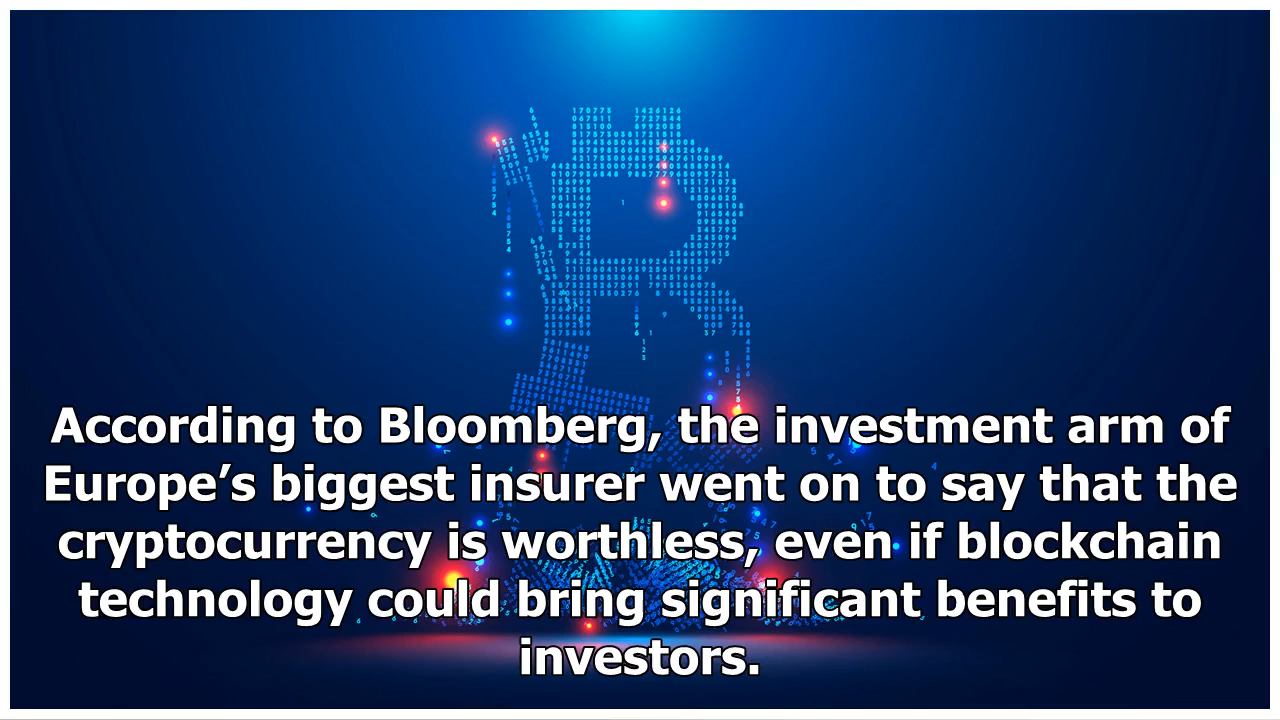 According to Bloomberg, the investment arm of
Europe’s biggest insurer went on to say that the
cryptocurrency is worthless, even if blockchain
technology could bring significant benefits to
investors.